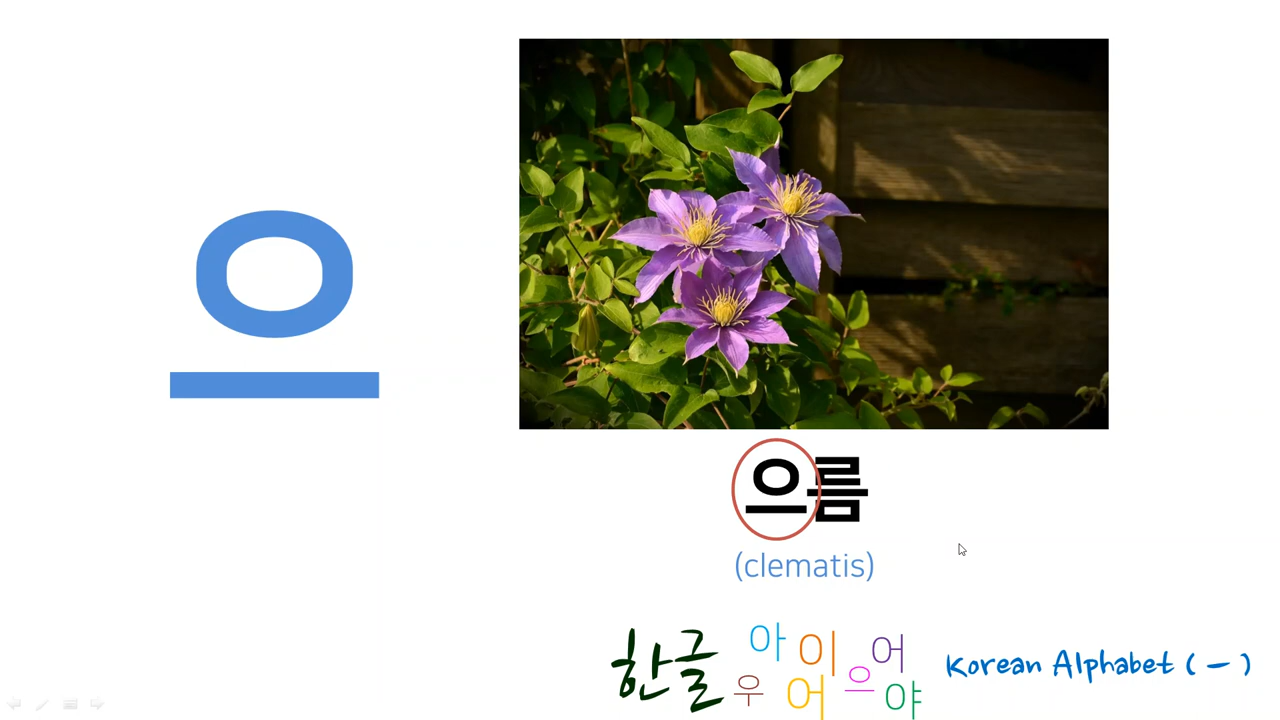 으
으름
(clematis)
한글 아 이 어 우 어 으 야
Korean Alphabet (ㅡ)